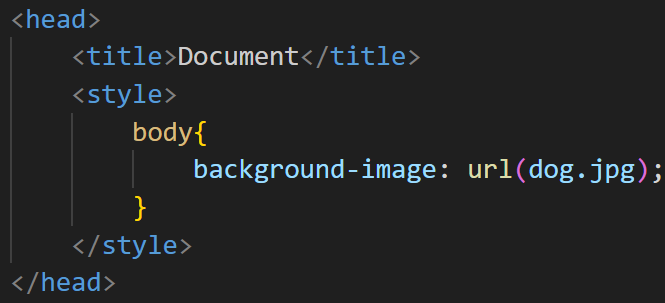 <head>
<title>Document</title>
<style>
body{
background-image: url(dog.jpg);
}
</style>
</head>